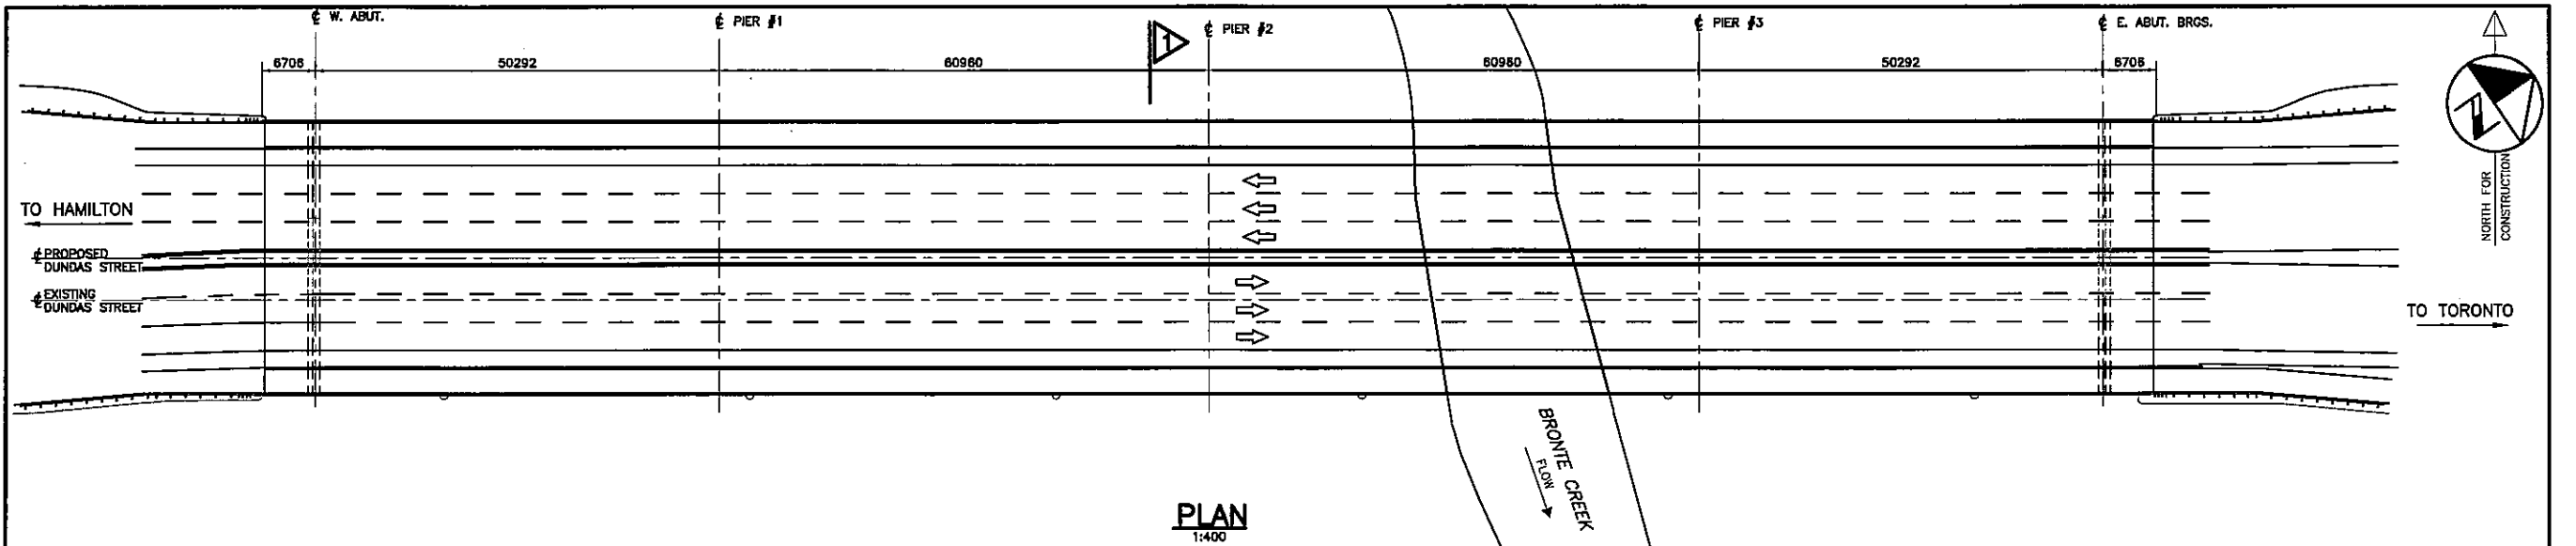 ℄ W. ABUT.
℄ PIER #1
1
℄ PIER #2
℄ PIER #3
℄ E. ABUT. BRGS.
6706
50292
60960
60960
50292
6706
N
NORTH FOR
CONSTRUCTION
TO HAMILTON
℄ PROPOSED
DUNDAS STREET
℄ EXISTING
DUNDAS STREET
TO TORONTO
BRONTE CREEK
FLOW
PLAN
1:400